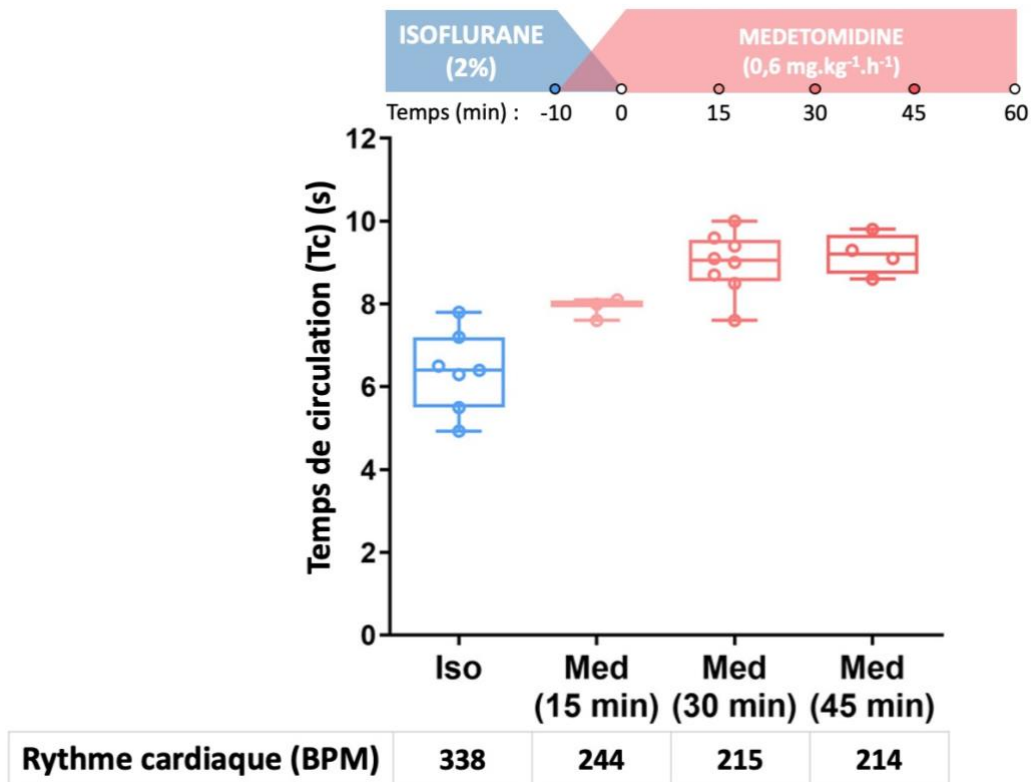 ISOFLURANE
(2%)
MEDETOMIDINE
(0,6 mg.kg⁻¹.h⁻¹)
Temps (min) : -10 0 15 30 45 60
Temps de circulation (Tc) (s)
12
10
8
6
4
2
0
Iso Med Med Med
(15 min) (30 min) (45 min)
Rythme cardiaque (BPM) 338 244 215 214